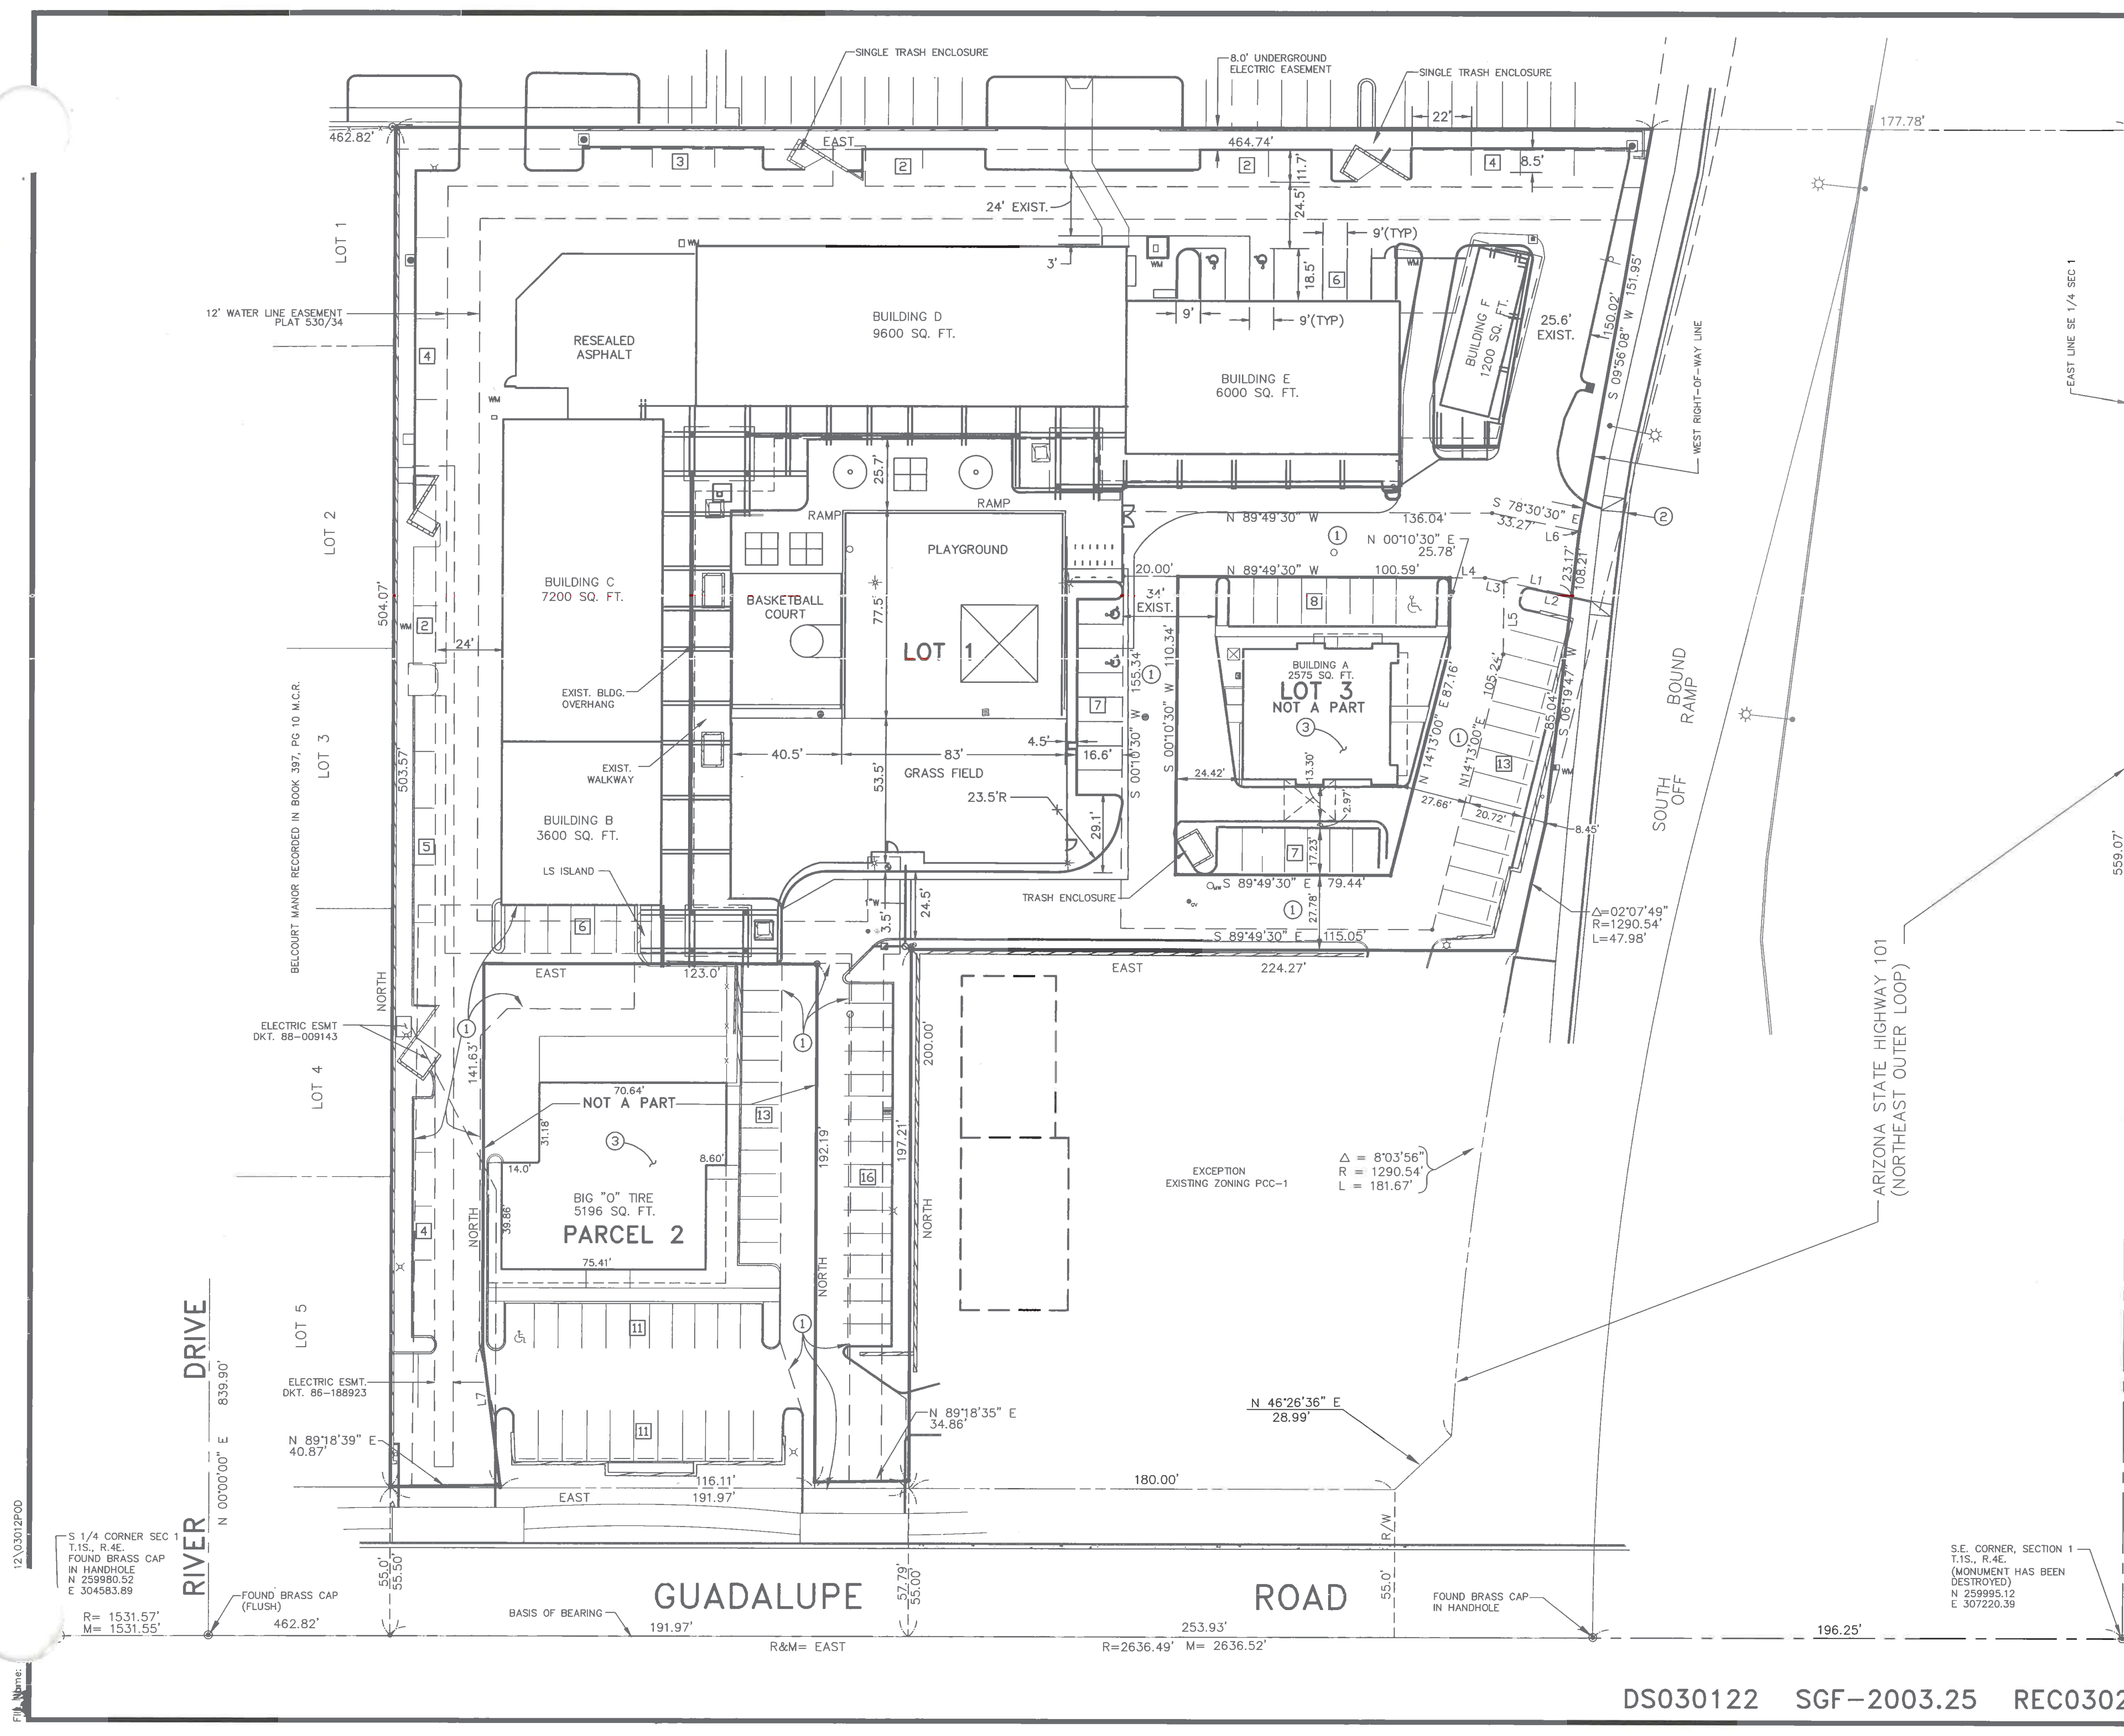 SINGLE TRASH ENCLOSURE
8.0' UNDERGROUND
ELECTRIC EASEMENT
SINGLE TRASH ENCLOSURE
22'
462.82'
EAST
464.74'
177.78'
3
2
2
4
8.5'
11.7'
24.5'
24' EXIST.
9'(TYP)
3'
WM
WM
WM
18.5'
6
9'
9'(TYP)
LOT 1
12' WATER LINE EASEMENT
PLAT 530/34
4
RESEALED
ASPHALT
BUILDING D
9600 SQ. FT.
BUILDING E
6000 SQ. FT.
BUILDING F
1200 SQ. FT.
25.6'
EXIST.
150.02'
S 09°56'08" W 151.95'
WEST RIGHT-OF-WAY LINE
EAST LINE SE 1/4 SEC 1
WM
25.7'
RAMP
RAMP
N 89°49'30" W
136.04'
S 78°30'30" E
33.27'
L6
2
1
N 00°10'30" E
25.78'
LOT 2
BUILDING C
7200 SQ. FT.
PLAYGROUND
BASKETBALL
COURT
77.5'
LOT 1
20.00'
N 89°49'30" W
100.59'
L4
L3
L1
L2
L5
23.17'
108.21'
34'
EXIST.
8
504.07'
WM
2
24'
BUILDING A
2575 SQ. FT.
LOT 3
NOT A PART
3
1
7
S 00°10'30" W 155.34'
S 00°10'30" W 110.34'
N 14°13'00" E 87.16'
N14°13'00"E 105.24'
1
13
85.04'
S 06°19'47" W
WM
SOUTH BOUND
OFF RAMP
EXIST. BLDG.
OVERHANG
EXIST.
WALKWAY
40.5'
83'
4.5'
16.6'
GRASS FIELD
53.5'
23.5'R
29.1'
24.42'
13.30'
2.97'
27.66'
20.72'
8.45'
LOT 3
503.57'
BELCOURT MANOR RECORDED IN BOOK 397, PG 10 M.C.R.
5
BUILDING B
3600 SQ. FT.
LS ISLAND
7
17.23'
TRASH ENCLOSURE
S 89°49'30" E 79.44'
1
27.78'
559.07'
6
1"W
3.5'
24.5'
S 89°49'30" E
115.05'
Δ=02°07'49"
R=1290.54'
L=47.98'
EAST
123.0'
EAST
224.27'
NORTH
ELECTRIC ESMT
DKT. 88-009143
1
1
141.63'
200.00'
LOT 4
70.64'
NOT A PART
31.18'
3
14.0'
8.60'
13
192.19'
197.21'
16
BIG "O" TIRE
5196 SQ. FT.
PARCEL 2
39.86'
75.41'
NORTH
NORTH
NORTH
4
EXCEPTION
EXISTING ZONING PCC-1
Δ = 8°03'56"
R = 1290.54'
L = 181.67'
ARIZONA STATE HIGHWAY 101
(NORTHEAST OUTER LOOP)
LOT 5
11
1
ELECTRIC ESMT.
DKT. 86-188923
L7
11
N 89°18'39" E
40.87'
N 89°18'35" E
34.86'
N 46°26'36" E
28.99'
116.11'
EAST
191.97'
180.00'
RIVER DRIVE
N 00°00'00" E 839.90'
12\03012POD
S 1/4 CORNER SEC 1
T.1S., R.4E.
FOUND BRASS CAP
IN HANDHOLE
N 259980.52
E 304583.89
R= 1531.57'
M= 1531.55'
FOUND BRASS CAP
(FLUSH)
462.82'
55.0'
55.50'
57.79'
55.00'
55.0'
R/W
GUADALUPE ROAD
BASIS OF BEARING
191.97'
R&M= EAST
253.93'
R=2636.49' M= 2636.52'
FOUND BRASS CAP
IN HANDHOLE
S.E. CORNER, SECTION 1
T.1S., R.4E.
(MONUMENT HAS BEEN
DESTROYED)
N 259995.12
E 307220.39
196.25'
DS030122 SGF-2003.25 REC0302